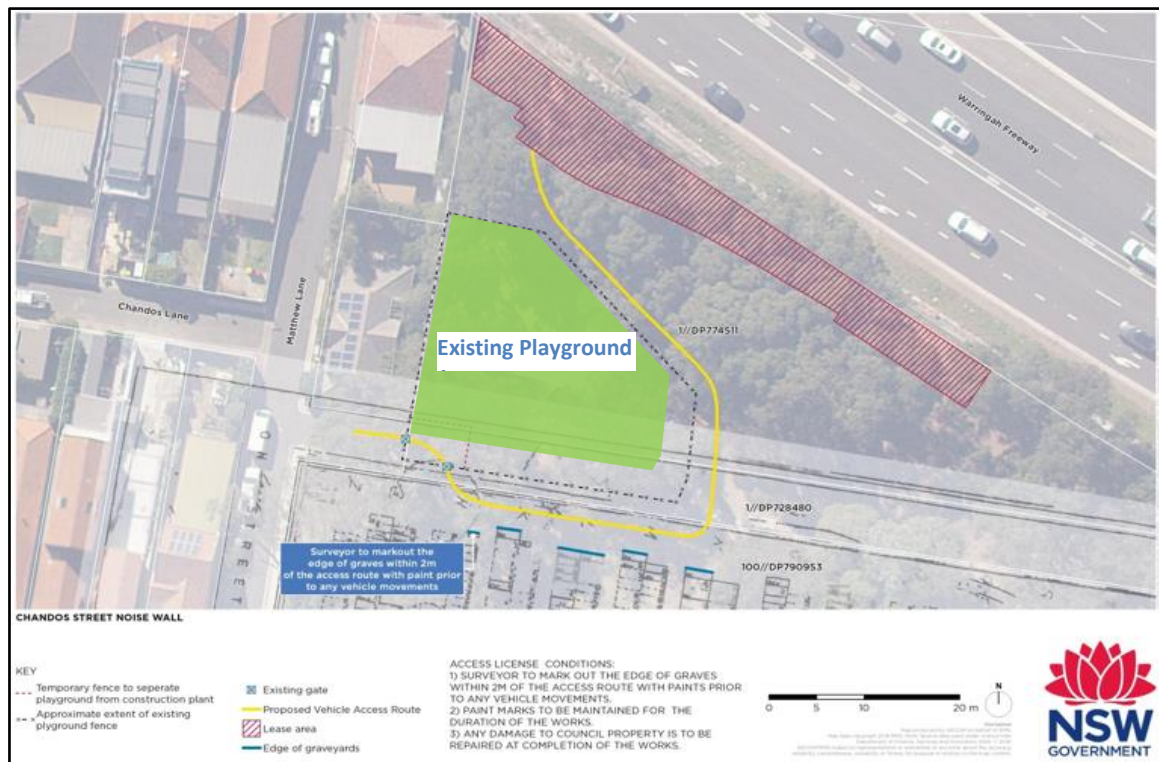 Warringah Freeway
Chandos Lane
Matthew Lane
1//DP774511
Existing Playground
ON
STREET
1//DP728480
100//DP790953
Surveyor to markout the
edge of graves within 2m
of the access route with paint prior
to any vehicle movements
CHANDOS STREET NOISE WALL
KEY
Temporary fence to seperate
playground from construction plant
Approximate extent of existing
plyground fence
Existing gate
Proposed Vehicle Access Route
Lease area
Edge of graveyards
ACCESS LICENSE CONDITIONS:
1) SURVEYOR TO MARK OUT THE EDGE OF GRAVES
WITHIN 2M OF THE ACCESS ROUTE WITH PAINTS PRIOR
TO ANY VEHICLE MOVEMENTS.
2) PAINT MARKS TO BE MAINTAINED FOR THE
DURATION OF THE WORKS.
3) ANY DAMAGE TO COUNCIL PROPERTY IS TO BE
REPAIRED AT COMPLETION OF THE WORKS.
0 5 10 20 m
N
NSW
GOVERNMENT